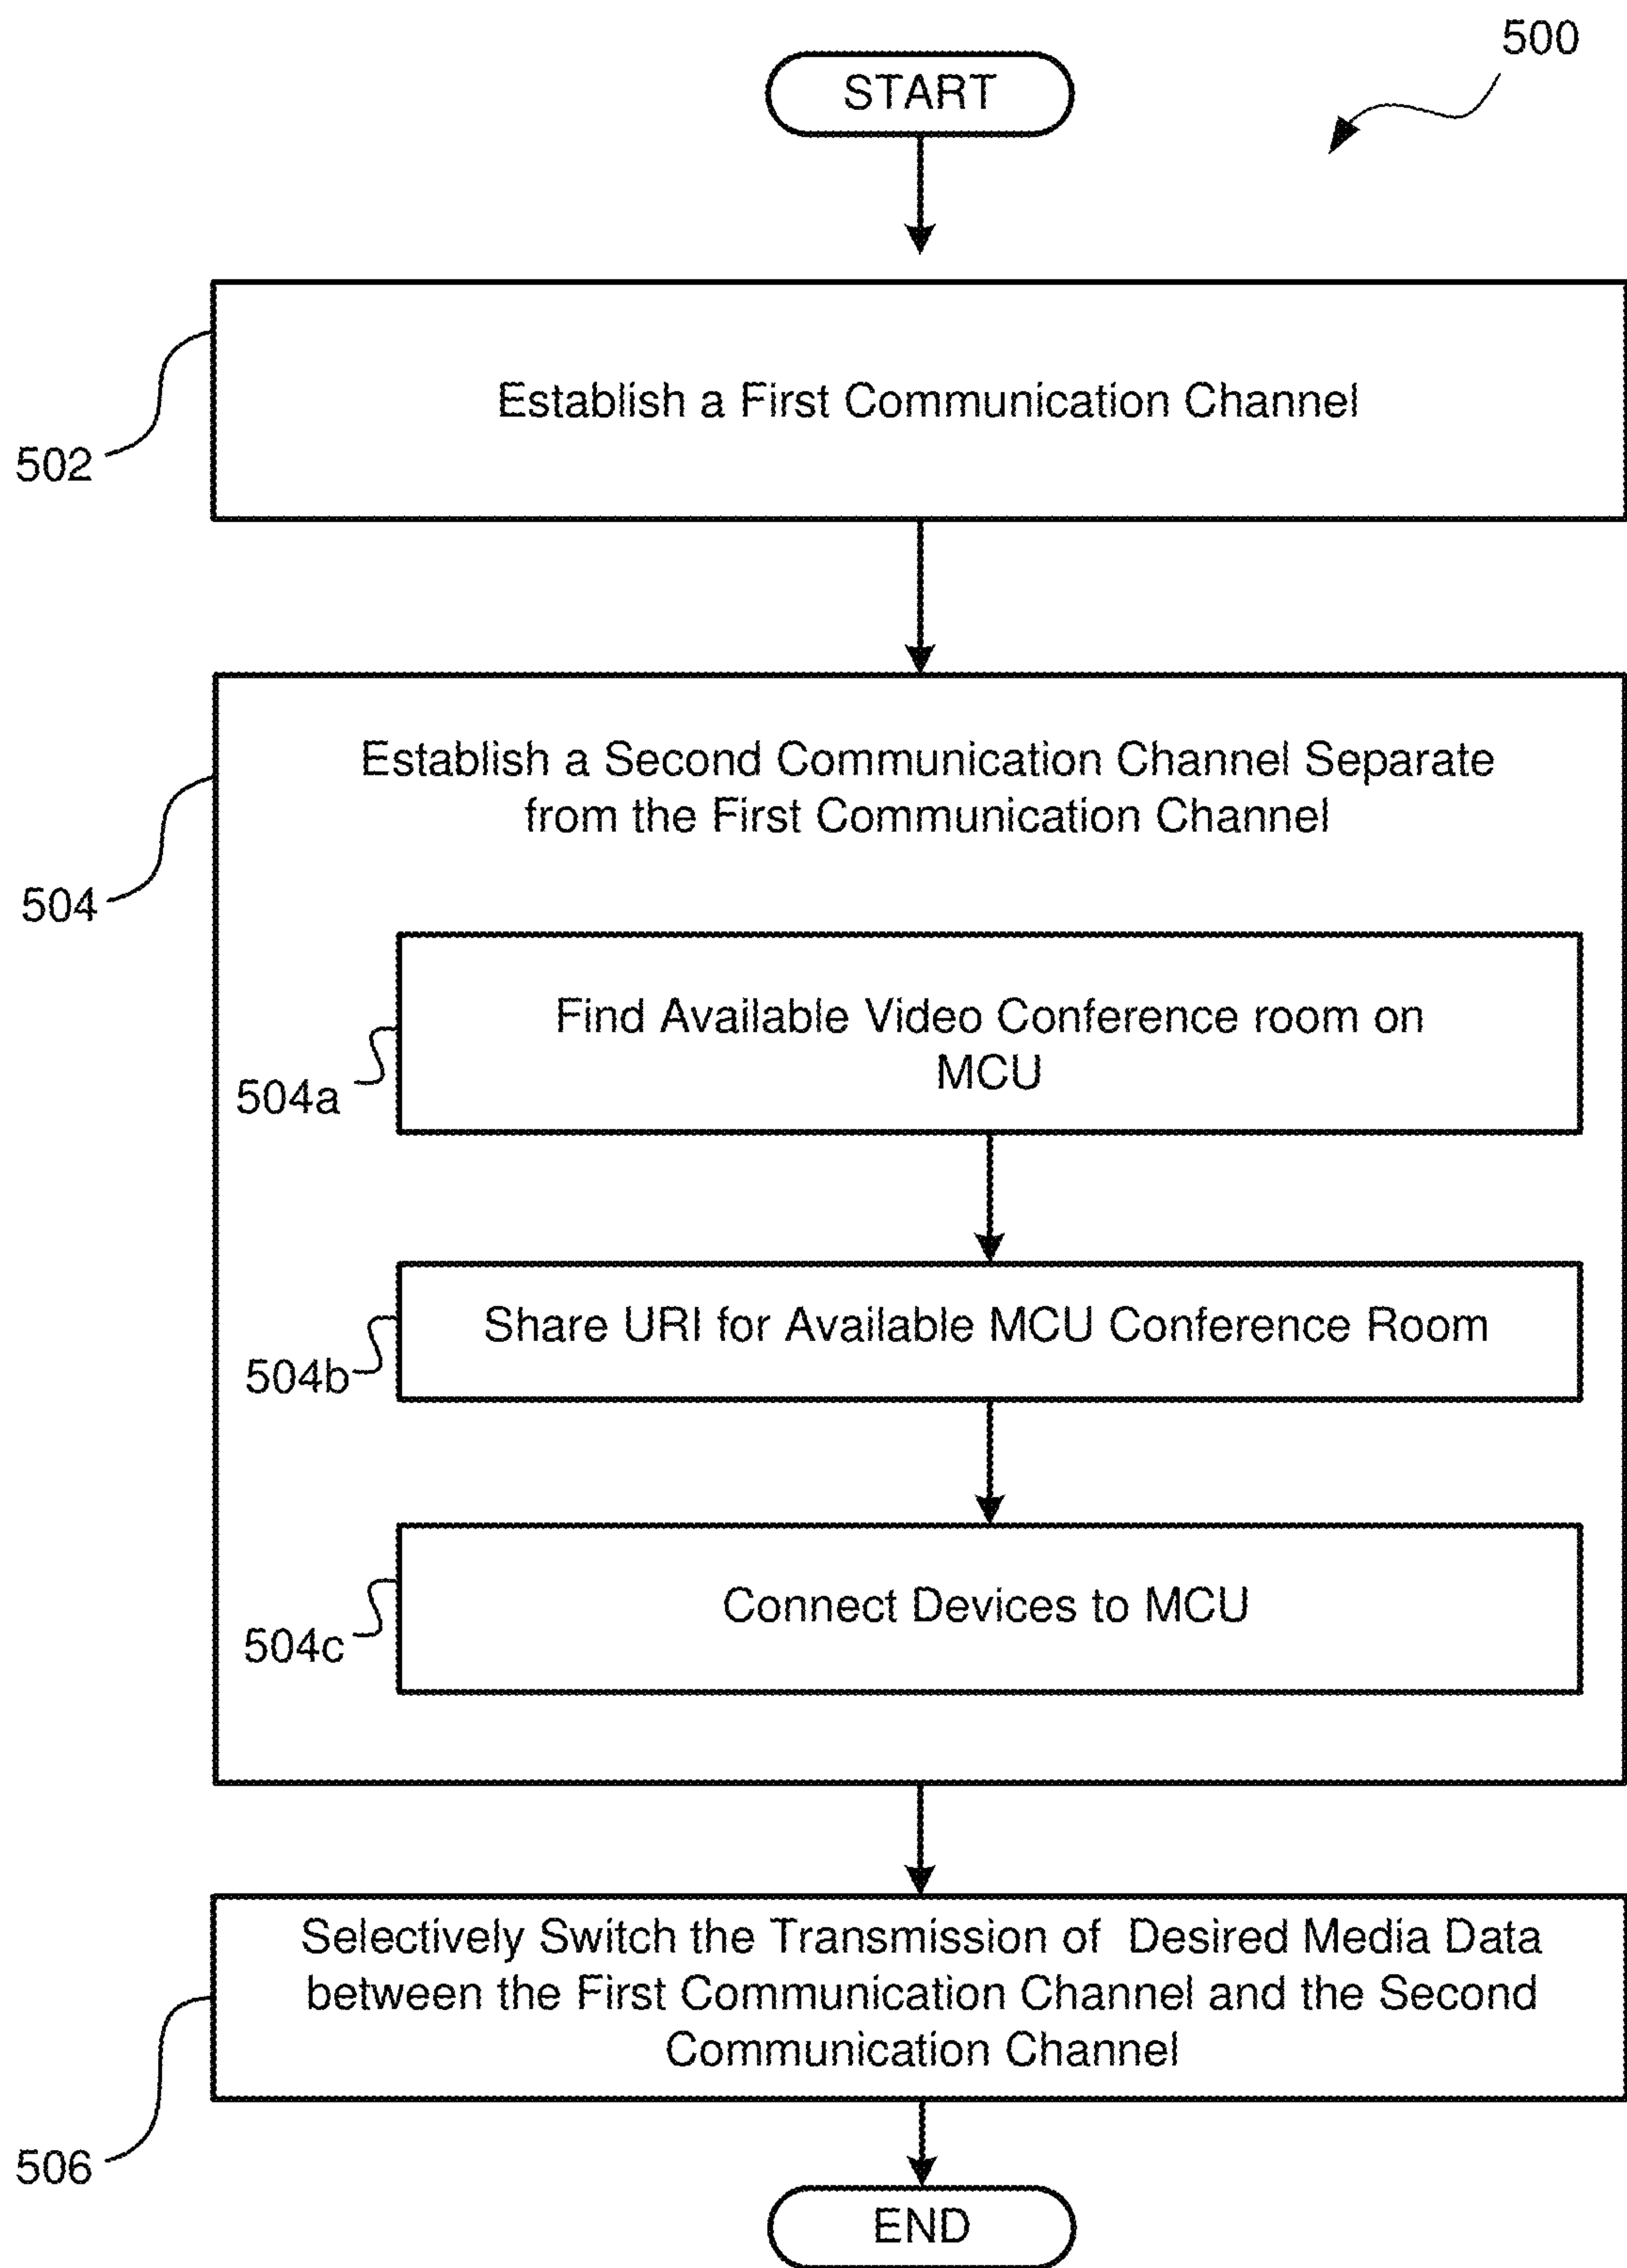 500
START
Establish a First Communication Channel
502
Establish a Second Communication Channel Separate
from the First Communication Channel
504
Find Available Video Conference room on
MCU
504a
Share URI for Available MCU Conference Room
504b
Connect Devices to MCU
504c
Selectively Switch the Transmission of Desired Media Data
between the First Communication Channel and the Second
Communication Channel
506
END